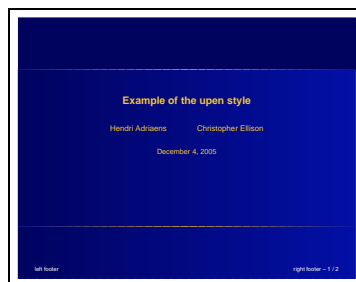 Example of the upen style
Hendri Adriaens Christopher Ellison
December 4, 2005
left footer right footer – 1 / 2